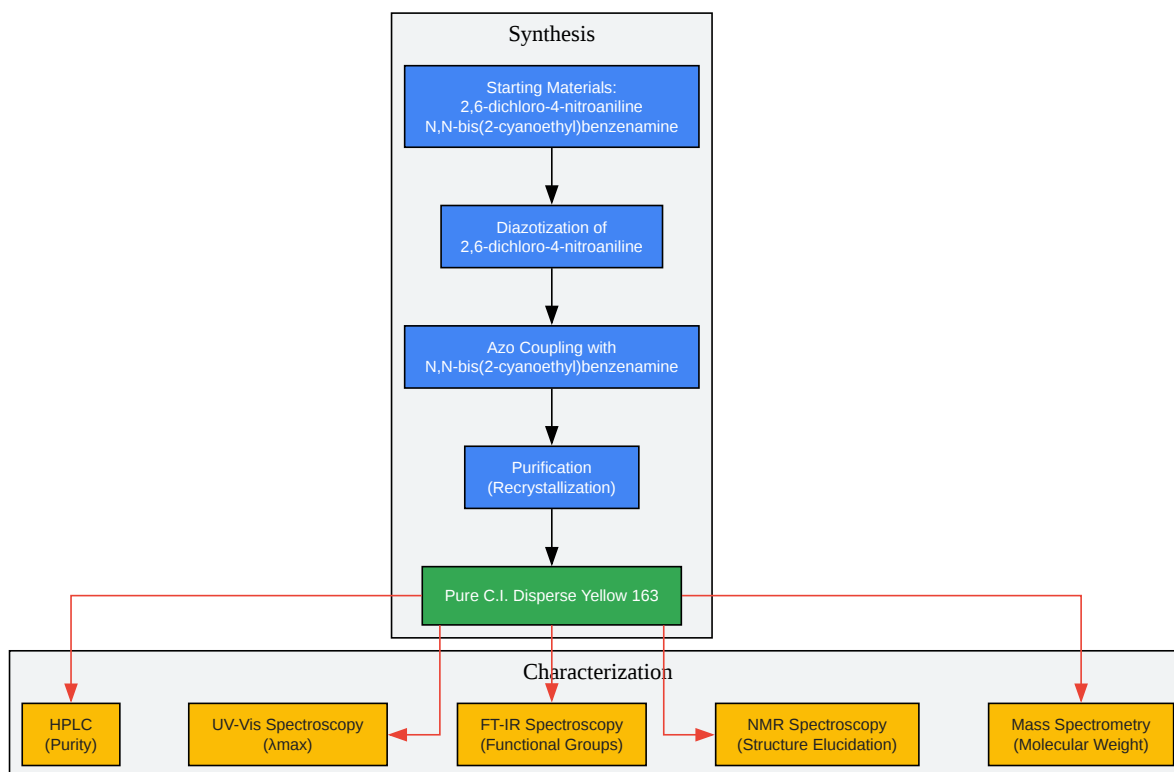 Synthesis
Starting Materials:
2,6-dichloro-4-nitroaniline
N,N-bis(2-cyanoethyl)benzenamine
Diazotization of
2,6-dichloro-4-nitroaniline
Azo Coupling with
N,N-bis(2-cyanoethyl)benzenamine
Purification
(Recrystallization)
Pure C.I. Disperse Yellow 163
Characterization
HPLC
(Purity)
UV-Vis Spectroscopy
(λmax)
FT-IR Spectroscopy
(Functional Groups)
NMR Spectroscopy
(Structure Elucidation)
Mass Spectrometry
(Molecular Weight)